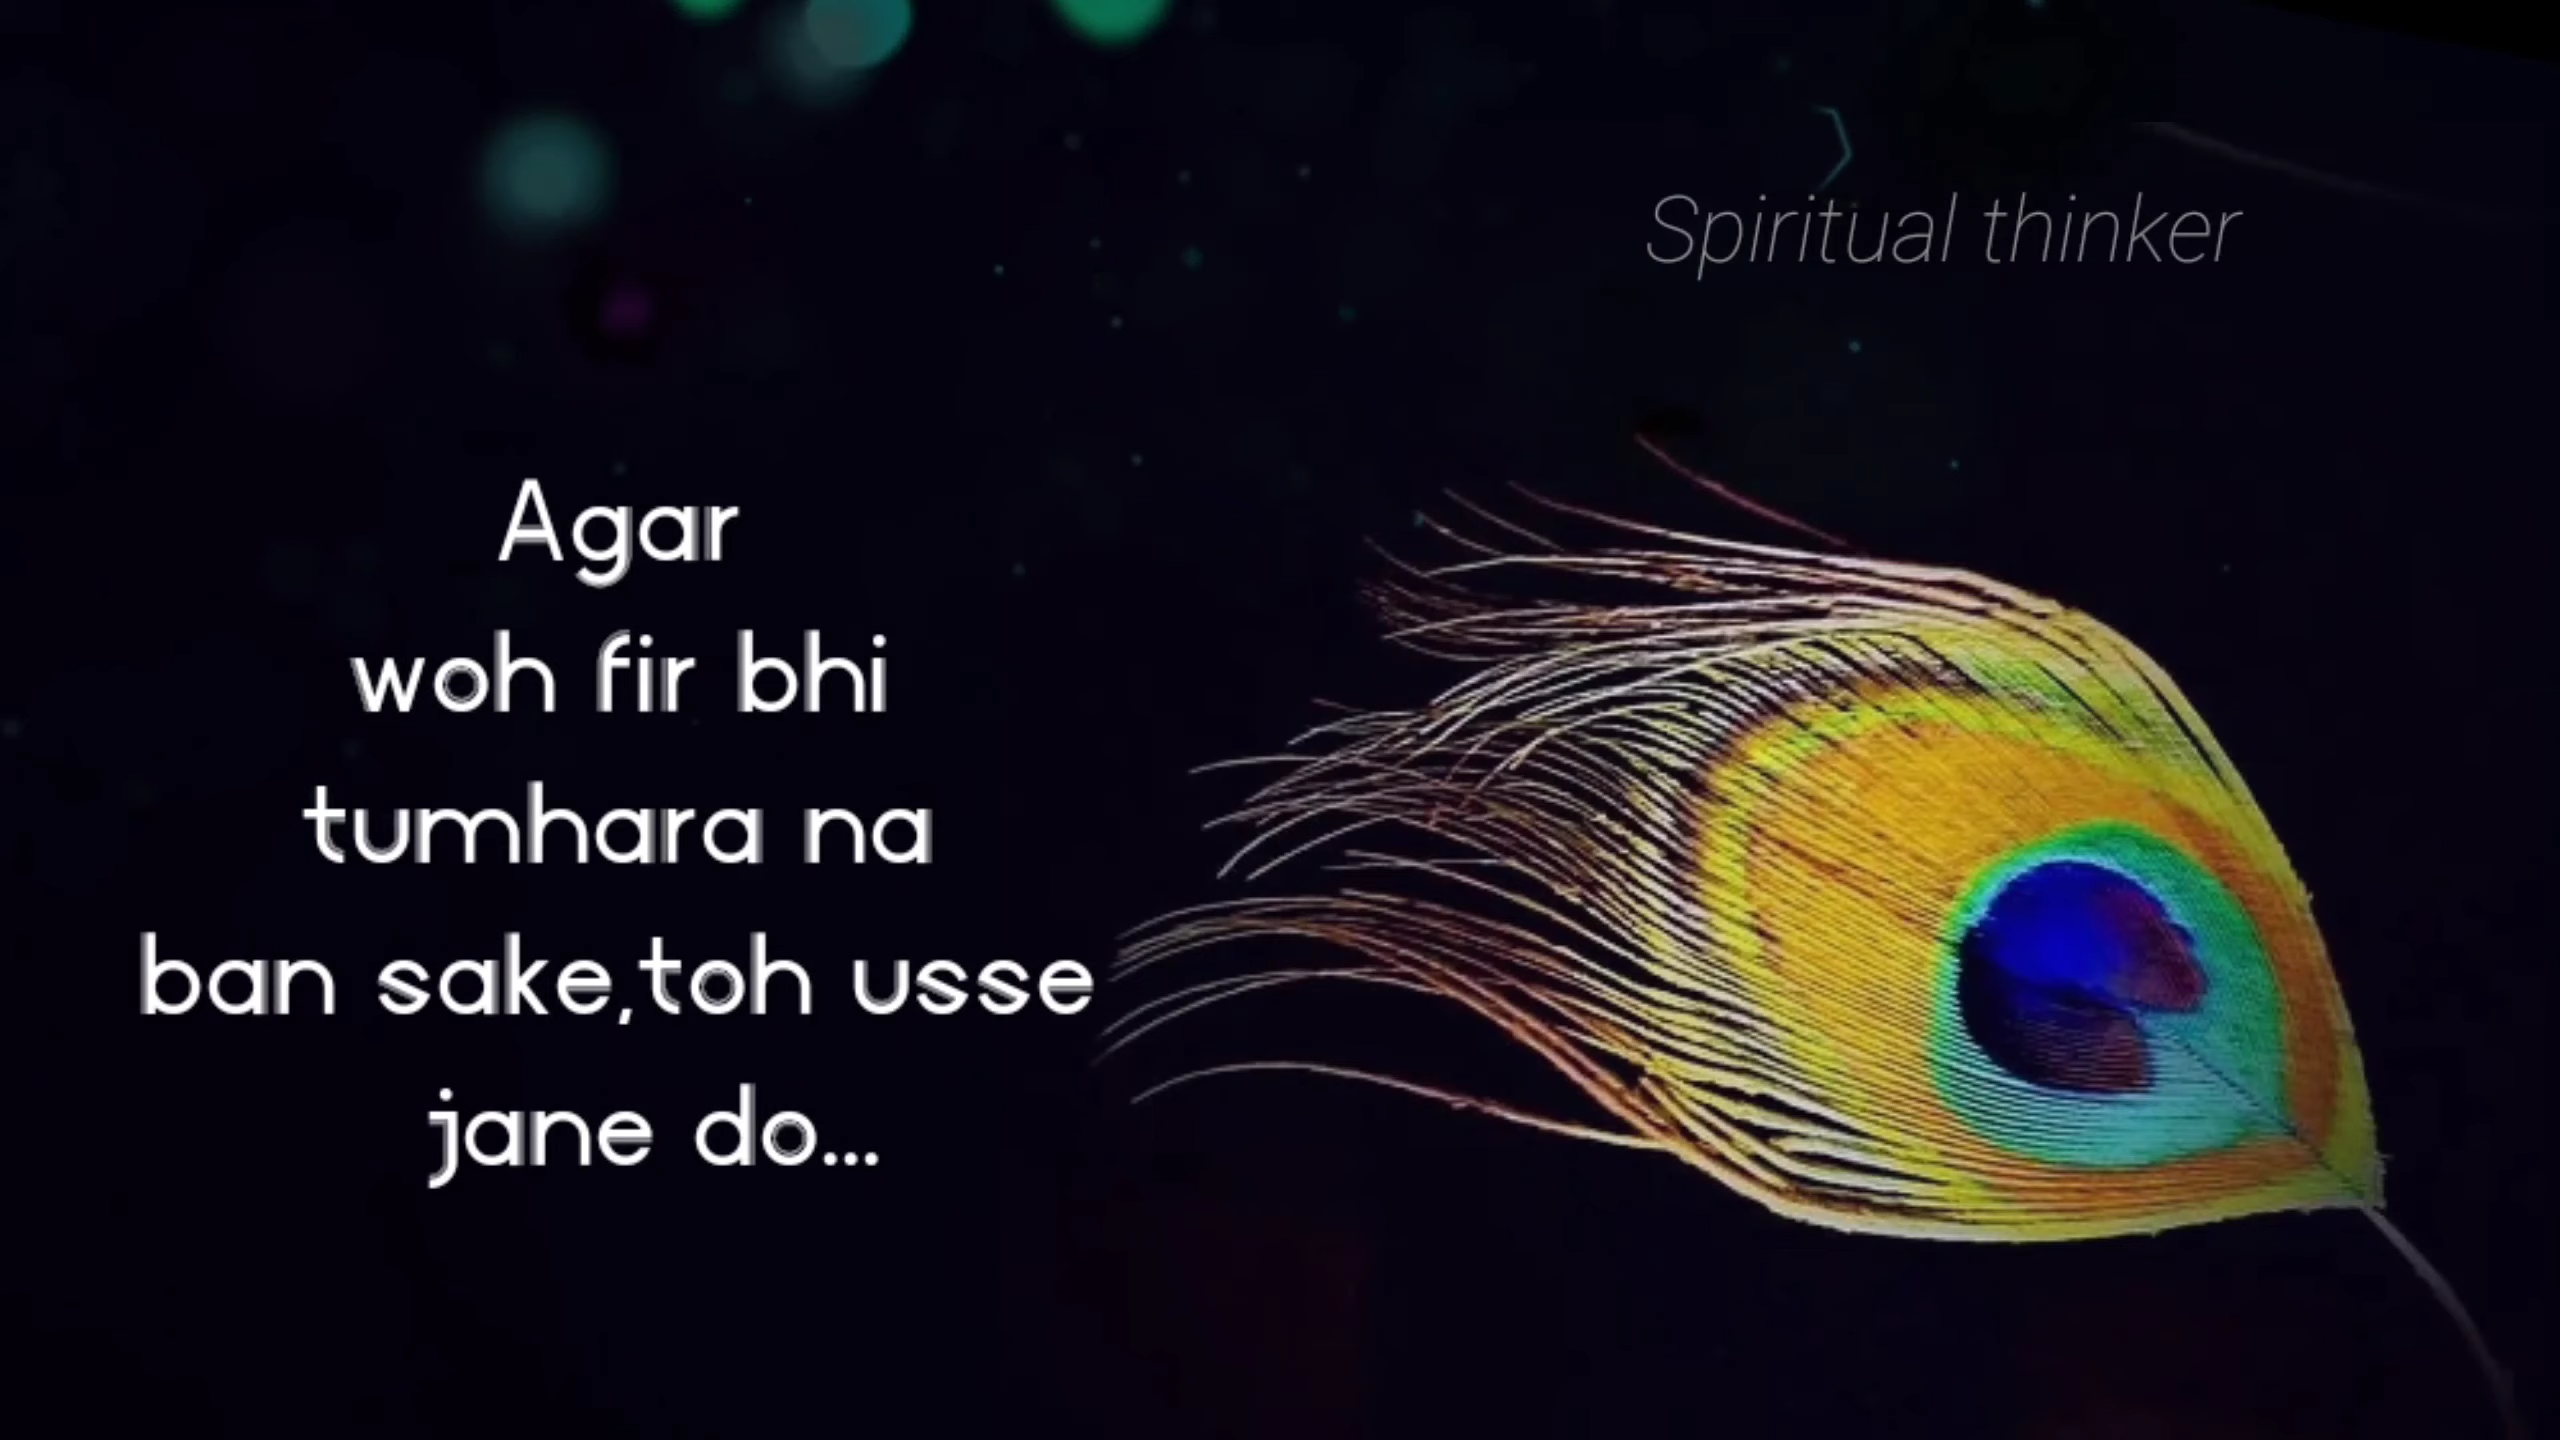 Spiritual thinker
Agar
woh fir bhi
tumhara na
ban sake,toh usse
jane do...